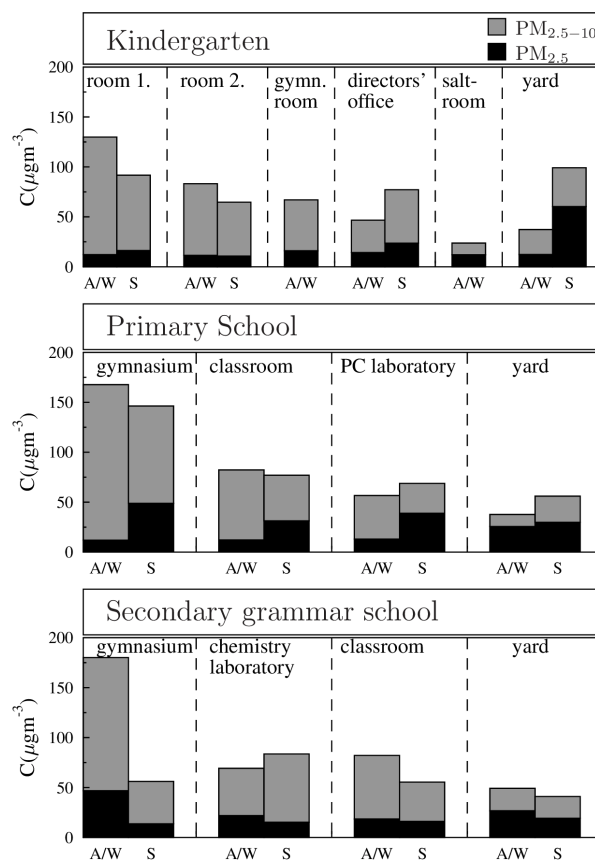 Kindergarten
PM2.5−10
PM2.5
C(μgm-3)
200
150
100
50
0
room 1. room 2. gymn. room directors' office salt-room yard
A/W S A/W S A/W A/W S A/W A/W S
Primary School
C(μgm-3)
200
150
100
50
0
gymnasium classroom PC laboratory yard
A/W S A/W S A/W S A/W S
Secondary grammar school
C(μgm-3)
200
150
100
50
0
gymnasium chemistry laboratory classroom yard
A/W S A/W S A/W S A/W S